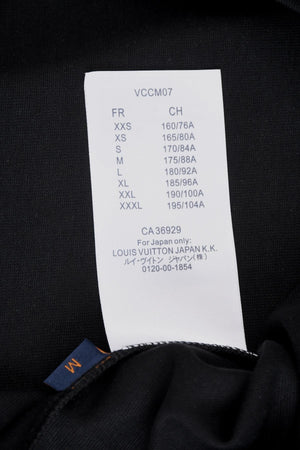 VCCM07
FR CH
XXS 160/76A
XS 165/80A
S 170/84A
M 175/88A
L 180/92A
XL 185/96A
XXL 190/100A
XXXL 195/104A
CA 36929
For Japan only:
LOUIS VUITTON JAPAN K.K.
ルイ・ヴィトン ジャパン(株)
0120-00-1854
M